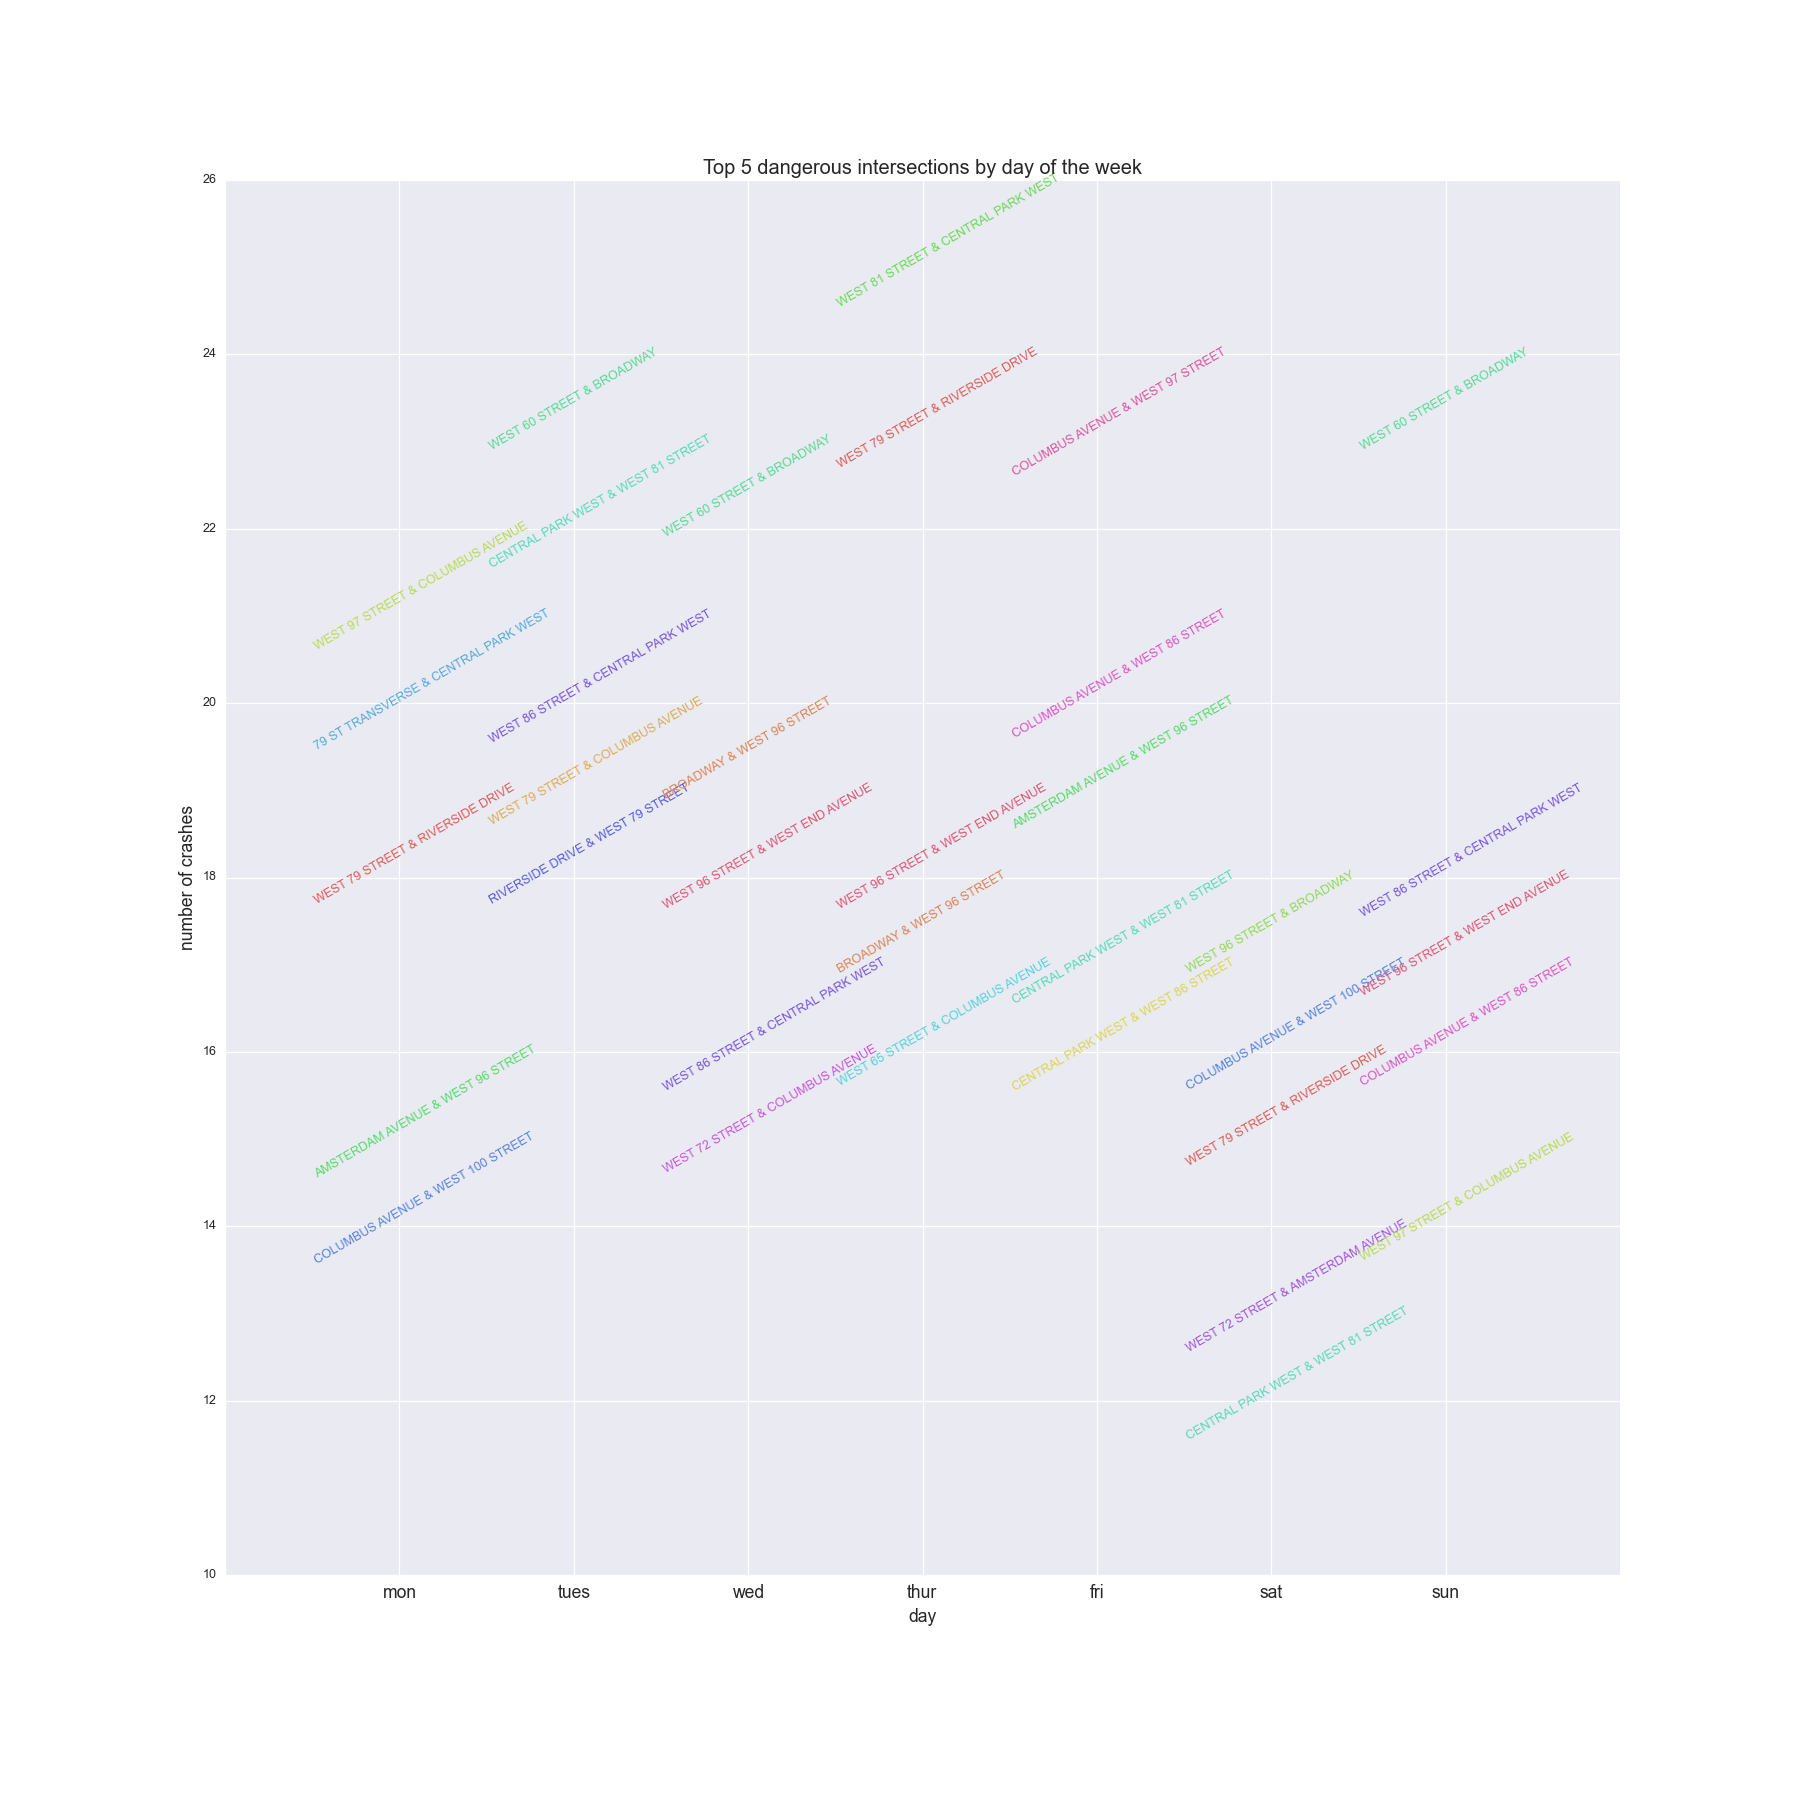 Top 5 dangerous intersections by day of the week
number of crashes
26
24
22
20
18
16
14
12
10
WEST 97 STREET & COLUMBUS AVENUE
79 ST TRANSVERSE & CENTRAL PARK WEST
WEST 79 STREET & RIVERSIDE DRIVE
AMSTERDAM AVENUE & WEST 96 STREET
COLUMBUS AVENUE & WEST 100 STREET
WEST 60 STREET & BROADWAY
CENTRAL PARK WEST & WEST 81 STREET
WEST 86 STREET & CENTRAL PARK WEST
WEST 79 STREET & COLUMBUS AVENUE
RIVERSIDE DRIVE & WEST 79 STREET
WEST 60 STREET & BROADWAY
BROADWAY & WEST 96 STREET
WEST 96 STREET & WEST END AVENUE
WEST 86 STREET & CENTRAL PARK WEST
WEST 72 STREET & COLUMBUS AVENUE
WEST 81 STREET & CENTRAL PARK WEST
WEST 79 STREET & RIVERSIDE DRIVE
WEST 96 STREET & WEST END AVENUE
BROADWAY & WEST 96 STREET
WEST 65 STREET & COLUMBUS AVENUE
COLUMBUS AVENUE & WEST 97 STREET
COLUMBUS AVENUE & WEST 86 STREET
AMSTERDAM AVENUE & WEST 96 STREET
CENTRAL PARK WEST & WEST 81 STREET
CENTRAL PARK WEST & WEST 86 STREET
WEST 96 STREET & BROADWAY
COLUMBUS AVENUE & WEST 100 STREET
WEST 79 STREET & RIVERSIDE DRIVE
WEST 72 STREET & AMSTERDAM AVENUE
CENTRAL PARK WEST & WEST 81 STREET
WEST 60 STREET & BROADWAY
WEST 86 STREET & CENTRAL PARK WEST
WEST 96 STREET & WEST END AVENUE
COLUMBUS AVENUE & WEST 86 STREET
WEST 97 STREET & COLUMBUS AVENUE
mon tues wed thur fri sat sun
day